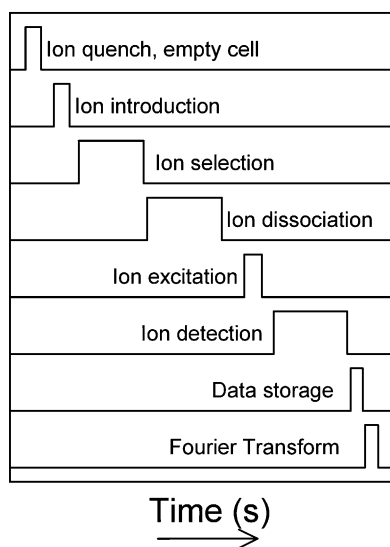 Ion quench, empty cell
Ion introduction
Ion selection
Ion dissociation
Ion excitation
Ion detection
Data storage
Fourier Transform
Time (s)